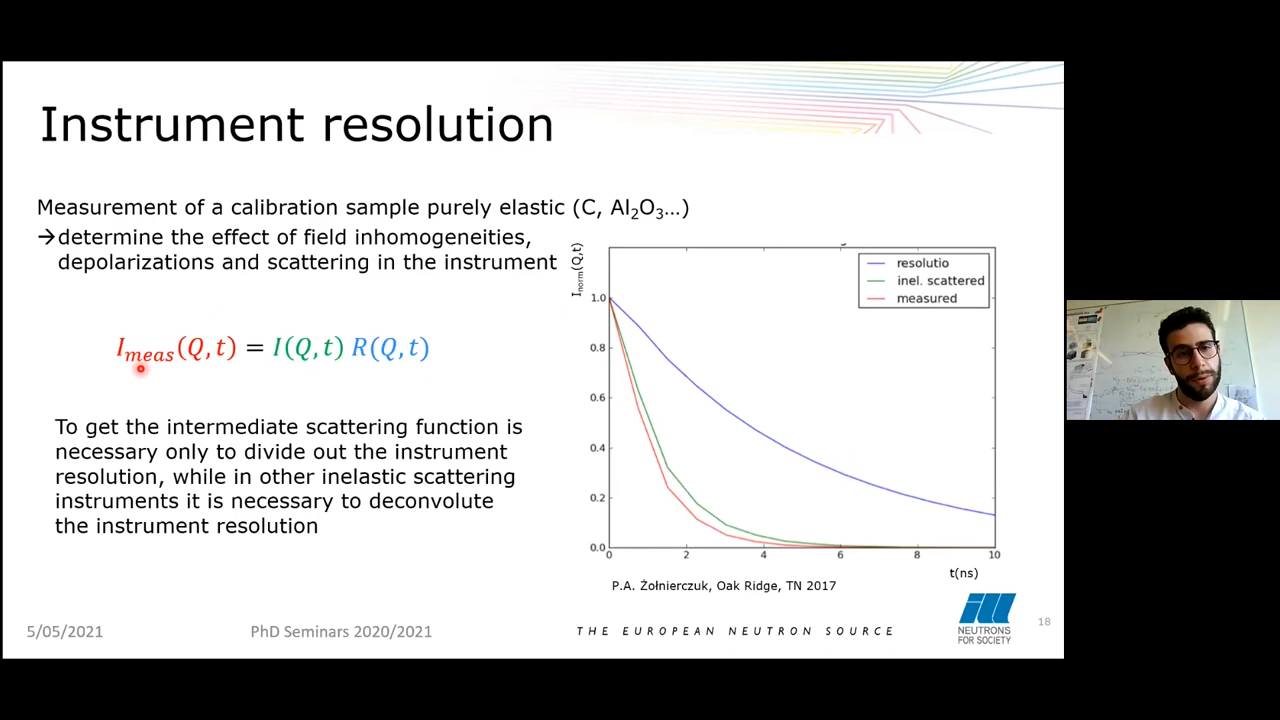 Instrument resolution
Measurement of a calibration sample purely elastic (C, Al₂O₃…)
→determine the effect of field inhomogeneities,
depolarizations and scattering in the instrument
I_meas(Q,t) = I(Q,t) R(Q,t)
To get the intermediate scattering function is
necessary only to divide out the instrument
resolution, while in other inelastic scattering
instruments it is necessary to deconvolute
the instrument resolution
I_norm(Q,t)
resolutio
inel. scattered
measured
1.0
0.8
0.6
0.4
0.2
0.0
0 2 4 6 8 10
t(ns)
P.A. Żołnierczuk, Oak Ridge, TN 2017
5/05/2021
PhD Seminars 2020/2021
THE EUROPEAN NEUTRON SOURCE
NEUTRONS
FOR SOCIETY
18